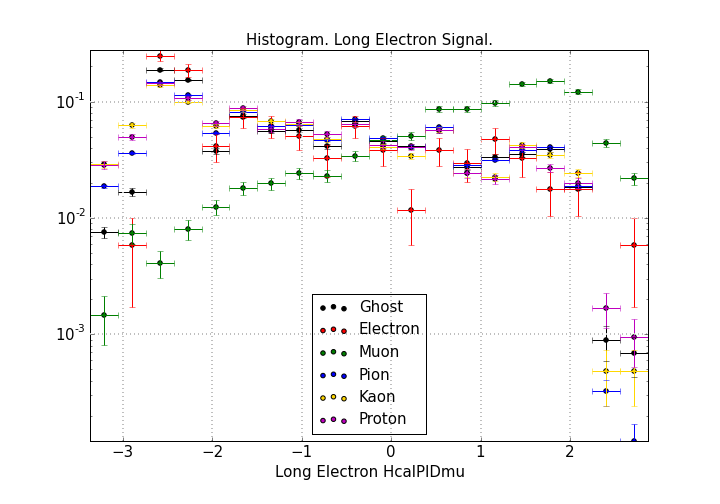 Histogram. Long Electron Signal.
10^-1
10^-2
10^-3
Ghost
Electron
Muon
Pion
Kaon
Proton
−3 −2 −1 0 1 2
Long Electron HcalPIDmu